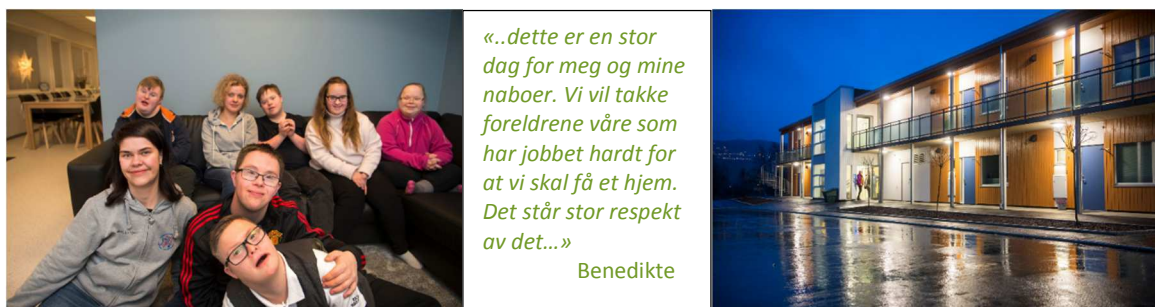 «..dette er en stor
dag for meg og mine
naboer. Vi vil takke
foreldrene våre som
har jobbet hardt for
at vi skal få et hjem.
Det står stor respekt
av det…»
Benedikte